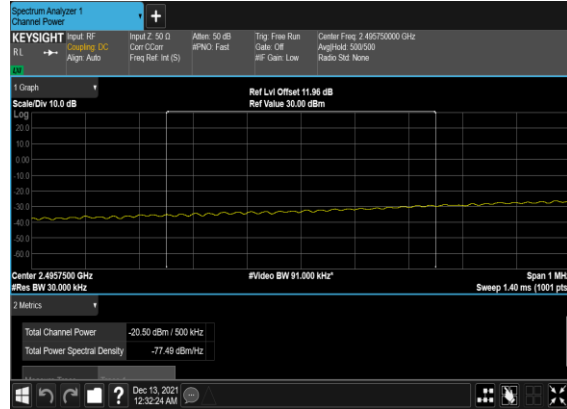 Spectrum Analyzer 1
Channel Power
+
KEYSIGHT Input: RF Input Z: 50 Ω Atten: 50 dB Trig: Free Run Center Freq: 2.495750000 GHz
RL Coupling: DC Corr CCorr #PNO: Fast Gate: Off Avg|Hold: 500/500
Align: Auto Freq Ref: Int (S) #IF Gain: Low Radio Std: None
1 Graph
Ref Lvl Offset 11.96 dB
Scale/Div 10.0 dB Ref Value 30.00 dBm
Log
20.0
10.0
0.00
-10.0
-20.0
-30.0
-40.0
-50.0
-60.0
Center 2.4957500 GHz #Video BW 91.000 kHz* Span 1 MH
#Res BW 30.000 kHz Sweep 1.40 ms (1001 pts
2 Metrics
Total Channel Power -20.50 dBm / 500 kHz
Total Power Spectral Density -77.49 dBm/Hz
?
Dec 13, 2021
12:32:24 AM